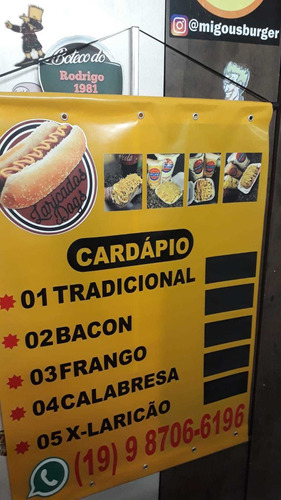 @migousburger
Boteco do
Rodrigo
1981
Dogs
CARDÁPIO
01 TRADICIONAL
02 BACON
03 FRANGO
04 CALABRESA
05 X-LARICÃO
(19) 9 8706-6196